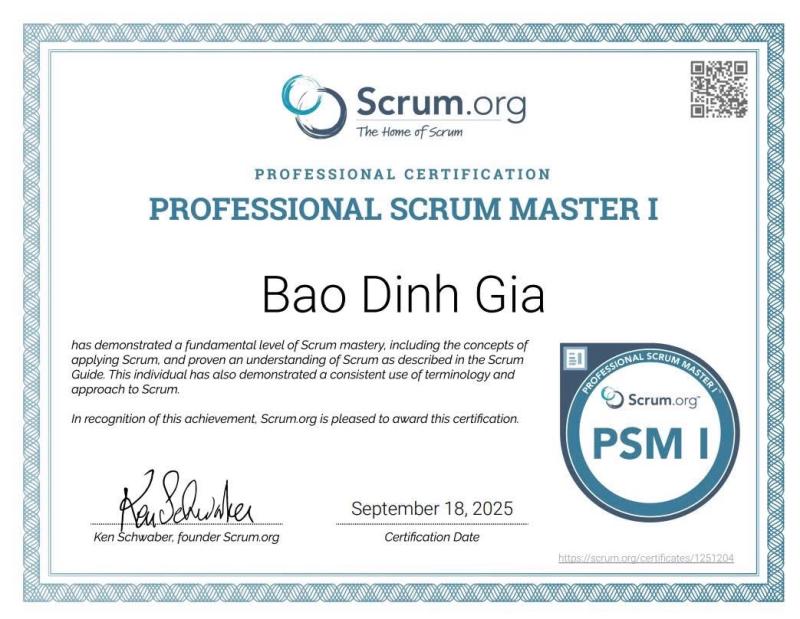 Scrum.org
The Home of Scrum
PROFESSIONAL CERTIFICATION
PROFESSIONAL SCRUM MASTER I
Bao Dinh Gia
has demonstrated a fundamental level of Scrum mastery, including the concepts of
applying Scrum, and proven an understanding of Scrum as described in the Scrum
Guide. This individual has also demonstrated a consistent use of terminology and
approach to Scrum.
In recognition of this achievement, Scrum.org is pleased to award this certification.
PROFESSIONAL SCRUM MASTER I
Scrum.org™
PSM I
Ken Schwaber
Ken Schwaber, founder Scrum.org
September 18, 2025
Certification Date
https://scrum.org/certificates/1251204